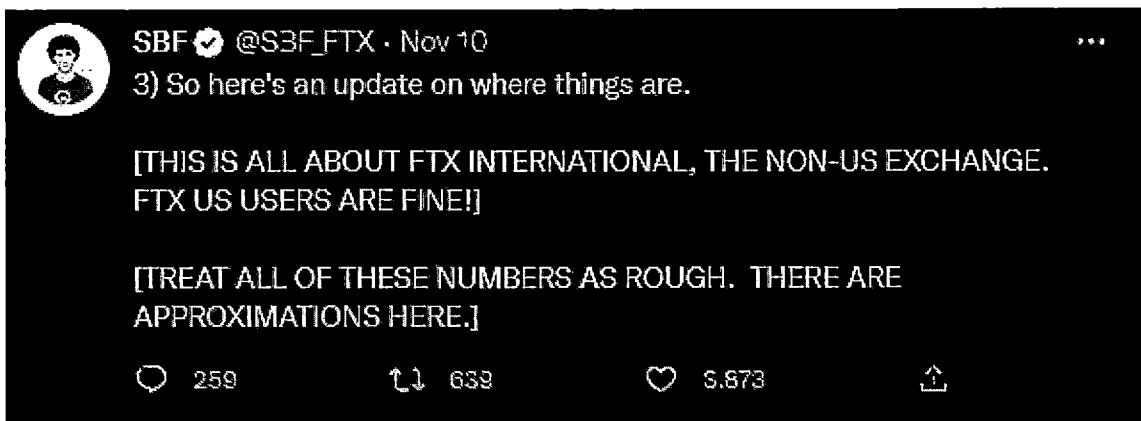 SBF @SBF_FTX · Nov 10
3) So here's an update on where things are.
[THIS IS ALL ABOUT FTX INTERNATIONAL, THE NON-US EXCHANGE.
FTX US USERS ARE FINE!]
[TREAT ALL OF THESE NUMBERS AS ROUGH. THERE ARE
APPROXIMATIONS HERE.]
259 639